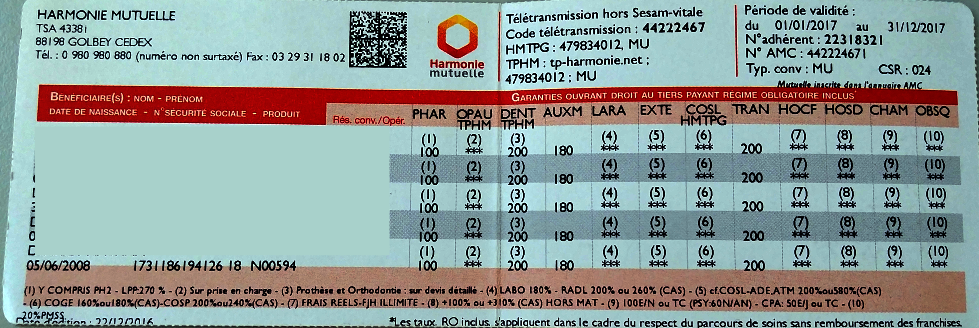 HARMONIE MUTUELLE
TSA 43381
88198 GOLBEY CEDEX
Tél. : 0 980 980 880 (numéro non surtaxé) Fax : 03 29 31 18 02
Harmonie
mutuelle
Télétransmission hors Sesam-vitale
Code télétransmission : 44222467
HMTPG : 479834012, MU
TPHM : tp-harmonie.net ;
479834012 ; MU
Période de validité :
du 01/01/2017 au 31/12/2017
N°adhérent : 22318321
N° AMC : 44222467
Typ. conv : MU CSR : 024
Mutuelle inscrite dans l'annuaire AMC
BÉNÉFICIAIRE(S) : NOM - PRENOM
DATE DE NAISSANCE - N°SÉCURITÉ SOCIALE - PRODUIT
GARANTIES OUVRANT DROIT AU TIERS PAYANT REGIME OBLIGATOIRE INCLUS*
Rés. conv./Opér. PHAR OPAU DENT AUXM LARA EXTE COSL TRAN HOCF HOSD CHAM OBSQ
TPHM TPHM HMTPG
(1) (2) (3) (4) (5) (6) (7) (8) (9) (10)
100 *** 200 180 *** *** *** 200 *** *** *** ***
(1) (2) (3) (4) (5) (6) (7) (8) (9) (10)
100 *** 200 180 *** *** *** 200 *** *** *** ***
(1) (2) (3) (4) (5) (6) (7) (8) (9) (10)
100 *** 200 180 *** *** *** 200 *** *** *** ***
(1) (2) (3) (4) (5) (6) (7) (8) (9) (10)
100 *** 200 180 *** *** *** 200 *** *** *** ***
(1) (2) (3) (4) (5) (6) (7) (8) (9) (10)
05/06/2008 1731186194126 18 N00594 100 *** 200 180 *** *** *** 200 *** *** *** ***
(1) Y COMPRIS PH2 - LPP:270 % - (2) Sur prise en charge - (3) Prothèse et Orthodontie : sur devis détaillé - (4) LABO 180% - RADL 200% ou 260% (CAS) - (5) cf.COSL-ADE,ATM 200%ou580%(CAS)
- (6) COGE 160%ou180%(CAS)-COSP 200%ou240%(CAS) - (7) FRAIS REELS-FJH ILLIMITE - (8) +100% ou +310% (CAS) HORS MAT - (9) 100E/N ou TC (PSY:60N/AN) - CPA: 50E/J ou TC - (10)
20%PMSS
Date d'édition : 22/12/2016
*Les taux. RO inclus. s'appliquent dans le cadre du respect du parcours de soins sans remboursement des franchises.